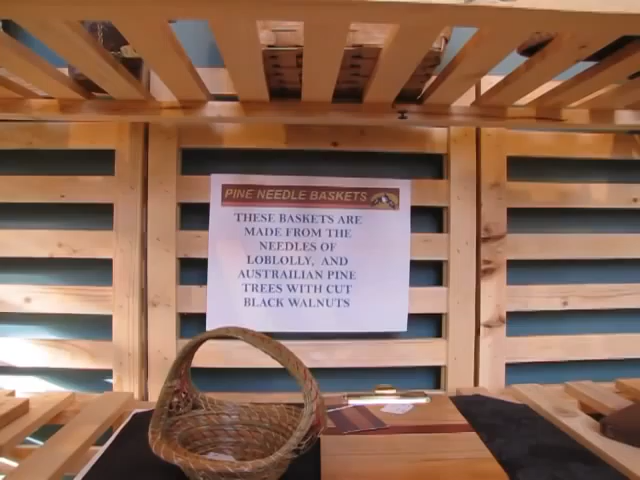 PINE NEEDLE BASKETS
THESE BASKETS ARE
MADE FROM THE
NEEDLES OF
LOBLOLLY, AND
AUSTRAILIAN PINE
TREES WITH CUT
BLACK WALNUTS